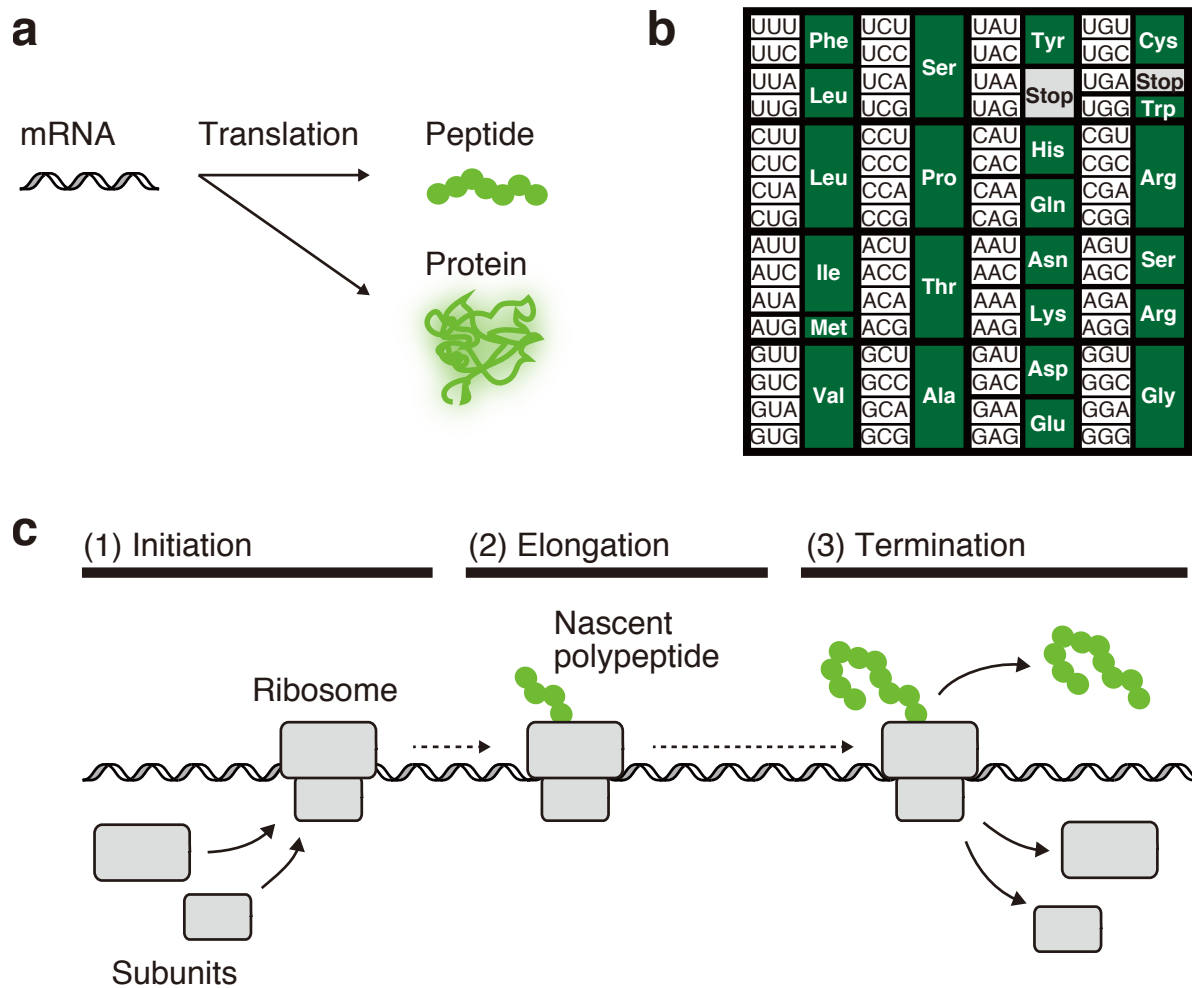 a
mRNA Translation Peptide
Protein
b
UUU Phe UCU Ser UAU Tyr UGU Cys
UUC UCC UAC UGC
UUA Leu UCA UAA Stop UGA Stop
UUG UCG UAG UGG Trp
CUU Leu CCU Pro CAU His CGU Arg
CUC CCC CAC CGC
CUA CCA CAA Gln CGA
CUG CCG CAG CGG
AUU Ile ACU Thr AAU Asn AGU Ser
AUC ACC AAC AGC
AUA ACA AAA Lys AGA Arg
AUG Met ACG AAG AGG
GUU Val GCU Ala GAU Asp GGU Gly
GUC GCC GAC GGC
GUA GCA GAA Glu GGA
GUG GCG GAG GGG
c
(1) Initiation (2) Elongation (3) Termination
Nascent
polypeptide
Ribosome
Subunits